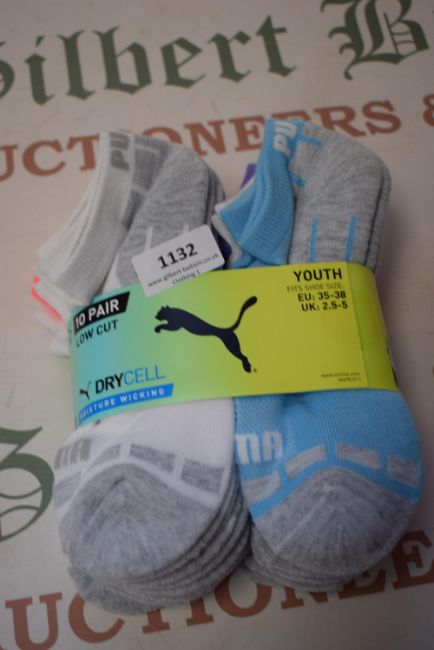 Gilbert B
UCTIONEERS &
PU
PU
1132
www.gilbert-baitson.co.uk
Clothing 1
YOUTH
FITS SHOE SIZE:
EU: 35-38
UK: 2.5-5
10 PAIR
LOW CUT
DRYCELL
MOISTURE WICKING
UMA
MA
B
UCTIONEE